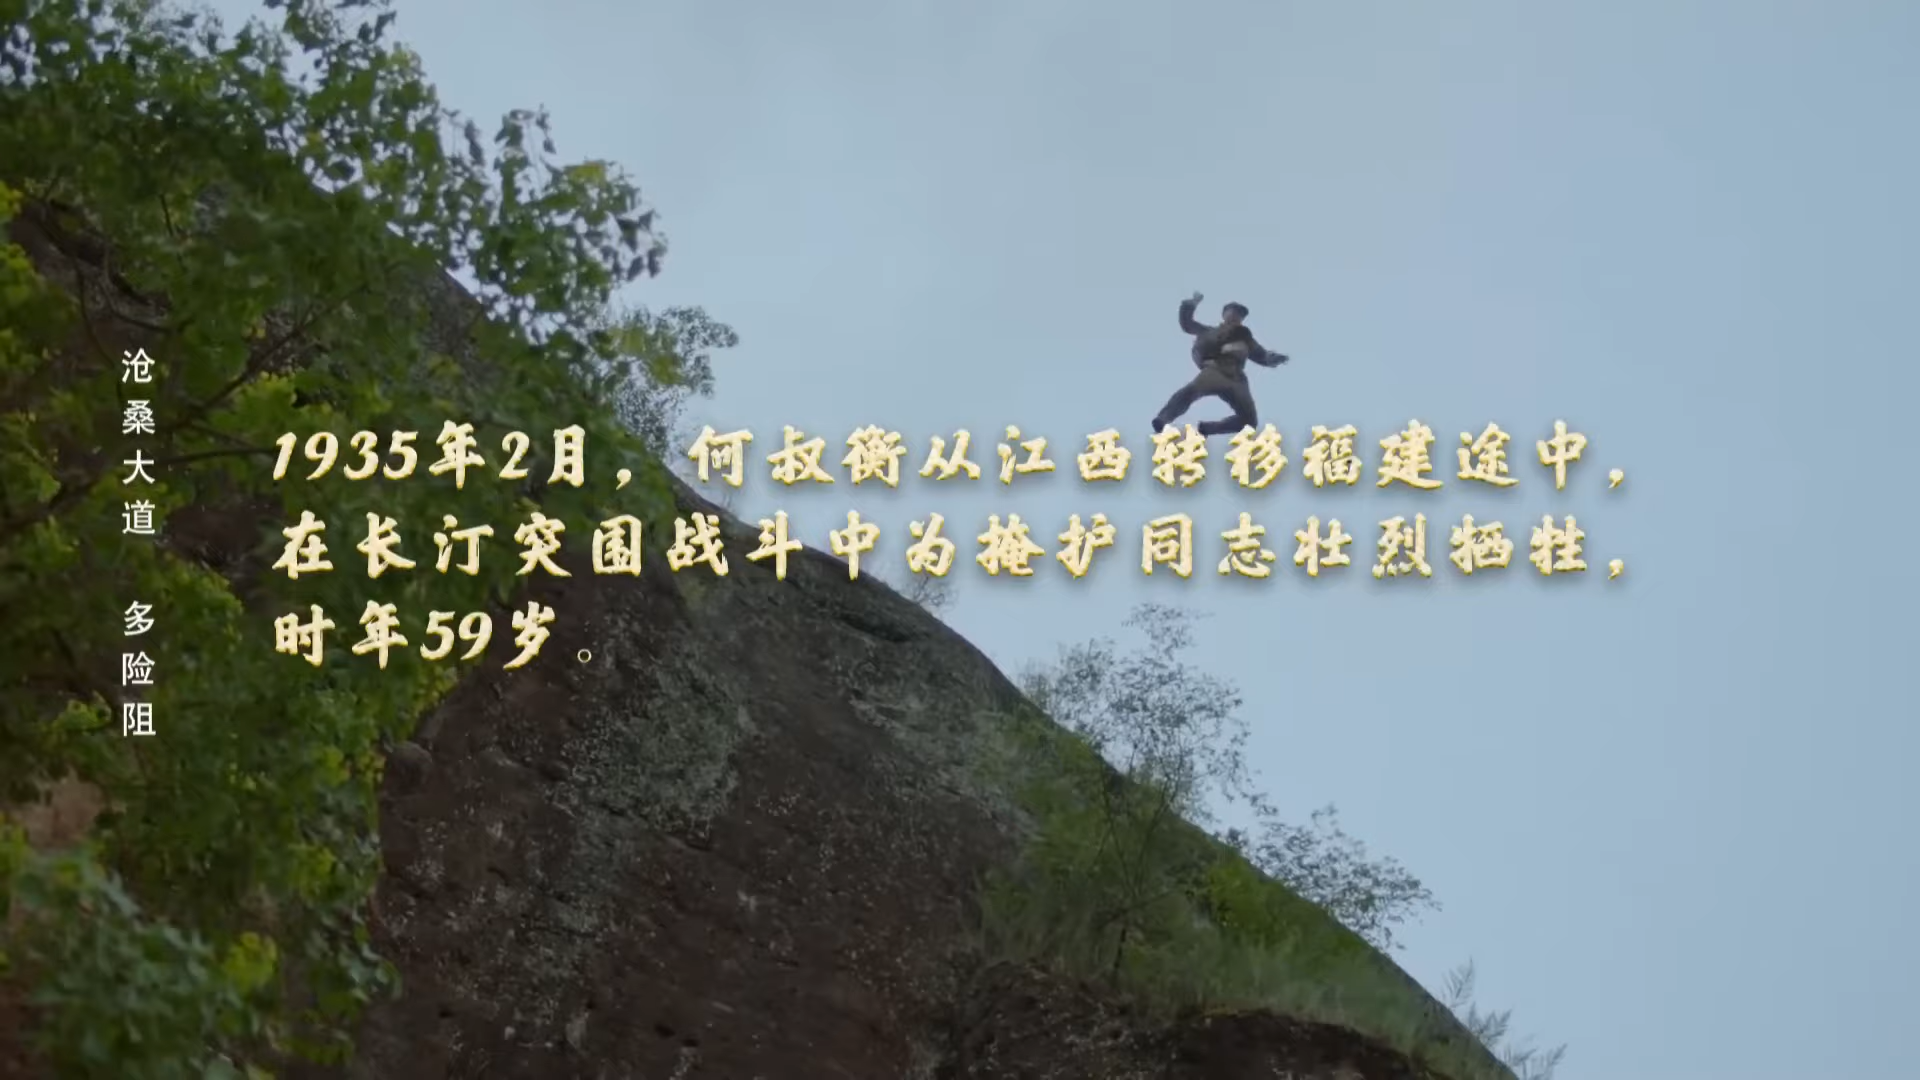 沧桑大道 多险阻
1935年2月，何叔衡从江西转移福建途中，
在长汀突围战斗中为掩护同志壮烈牺牲，
时年59岁。